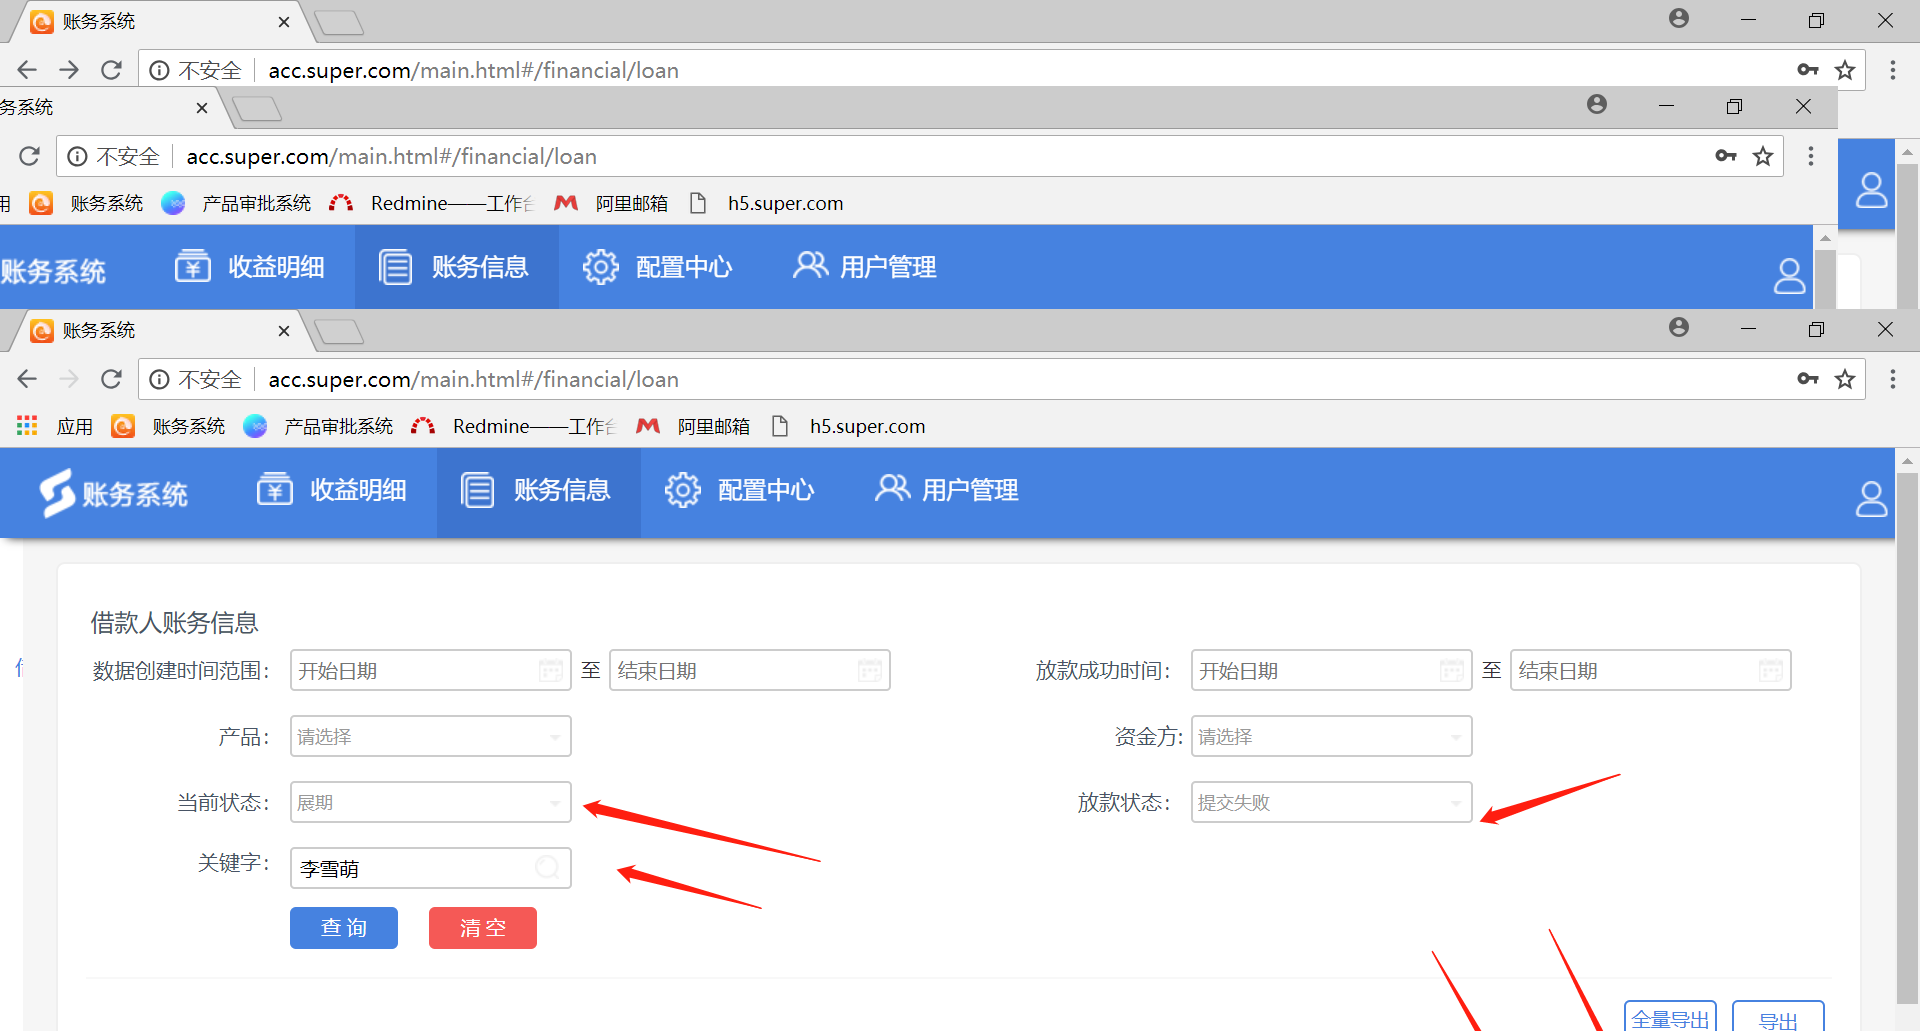 账务系统
不安全 acc.super.com/main.html#/financial/loan
务系统
不安全 acc.super.com/main.html#/financial/loan
用 账务系统 产品审批系统 Redmine——工作台 阿里邮箱 h5.super.com
账务系统 收益明细 账务信息 配置中心 用户管理
账务系统
不安全 acc.super.com/main.html#/financial/loan
应用 账务系统 产品审批系统 Redmine——工作台 阿里邮箱 h5.super.com
账务系统 收益明细 账务信息 配置中心 用户管理
借款人账务信息
数据创建时间范围: 开始日期 至 结束日期 放款成功时间: 开始日期 至 结束日期
产品: 请选择 资金方: 请选择
当前状态: 展期 放款状态: 提交失败
关键字: 李雪萌
查询 清空
全量导出 导出